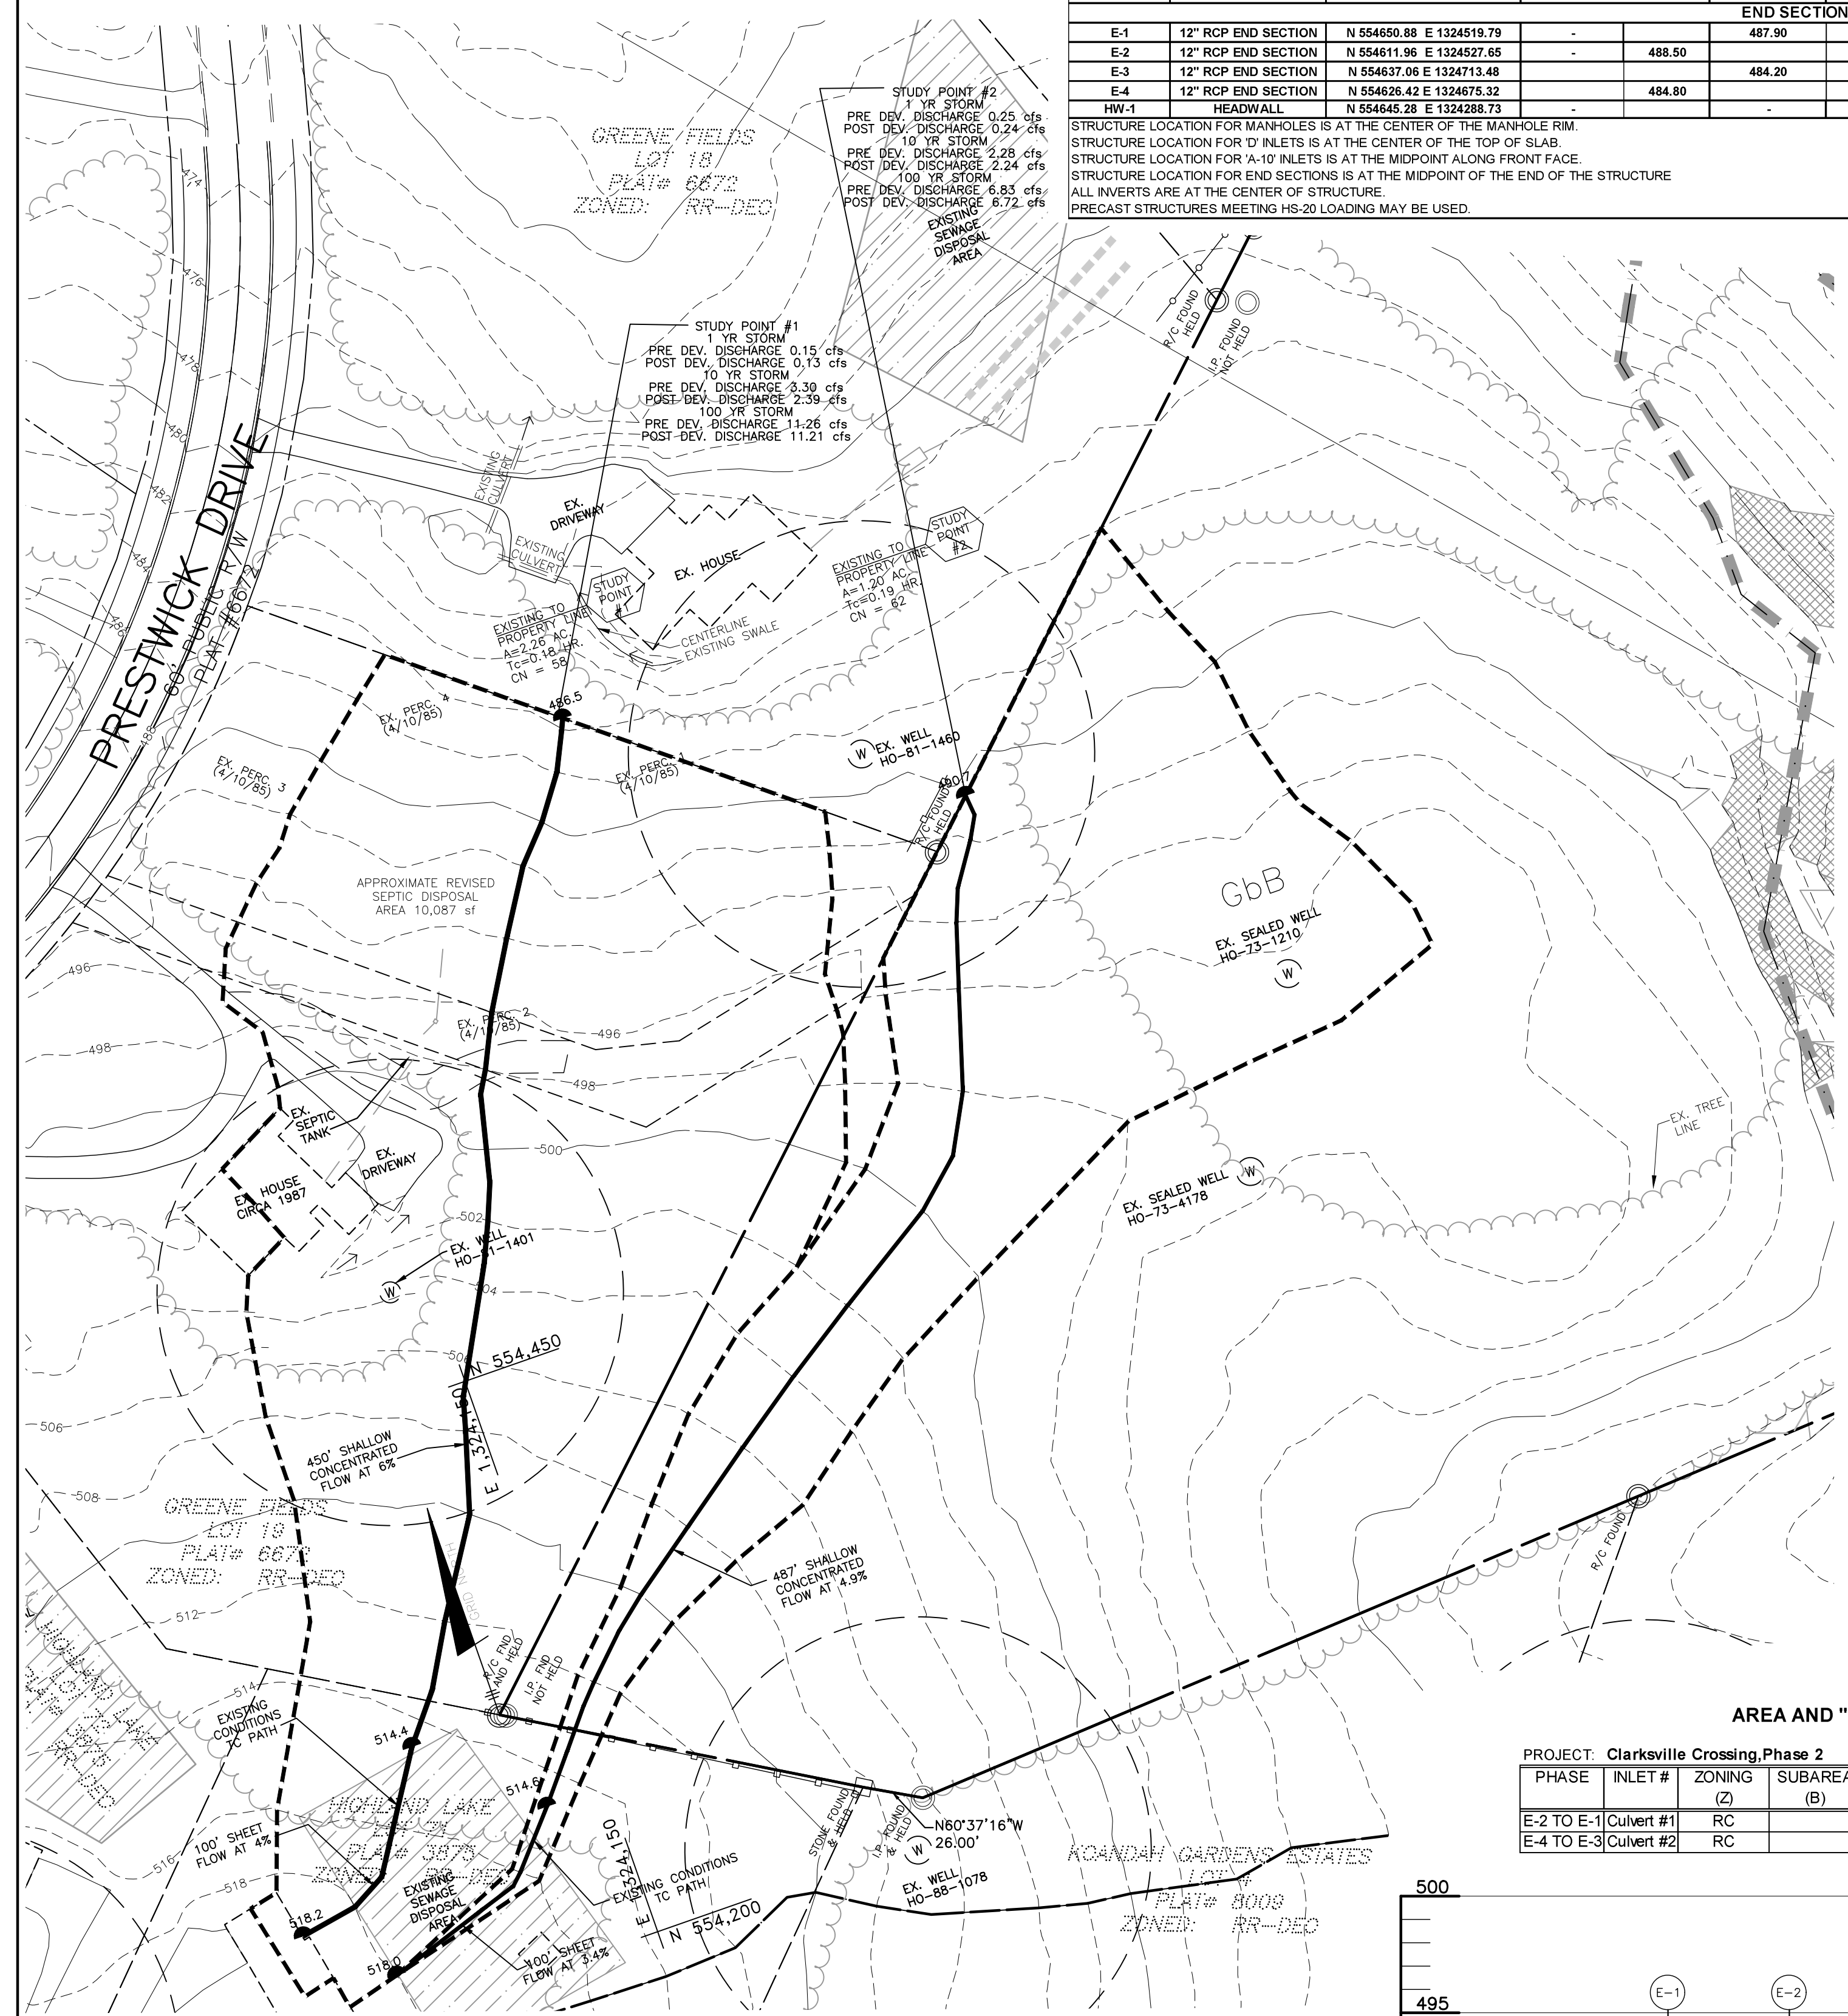 END SECTION
E-1 12" RCP END SECTION N 554650.88 E 1324519.79 - 487.90
E-2 12" RCP END SECTION N 554611.96 E 1324527.65 - 488.50
E-3 12" RCP END SECTION N 554637.06 E 1324713.48 484.20
E-4 12" RCP END SECTION N 554626.42 E 1324675.32 484.80
HW-1 HEADWALL N 554645.28 E 1324288.73 - -
STRUCTURE LOCATION FOR MANHOLES IS AT THE CENTER OF THE MANHOLE RIM.
STRUCTURE LOCATION FOR 'D' INLETS IS AT THE CENTER OF THE TOP OF SLAB.
STRUCTURE LOCATION FOR 'A-10' INLETS IS AT THE MIDPOINT ALONG FRONT FACE.
STRUCTURE LOCATION FOR END SECTIONS IS AT THE MIDPOINT OF THE END OF THE STRUCTURE
ALL INVERTS ARE AT THE CENTER OF STRUCTURE.
PRECAST STRUCTURES MEETING HS-20 LOADING MAY BE USED.
STUDY POINT #2
1 YR STORM
PRE DEV. DISCHARGE 0.25 cfs
POST DEV. DISCHARGE 0.24 cfs
10 YR STORM
PRE DEV. DISCHARGE 2.28 cfs
POST DEV. DISCHARGE 2.24 cfs
100 YR STORM
PRE DEV. DISCHARGE 6.83 cfs
POST DEV. DISCHARGE 6.72 cfs
EXISTING
SEWAGE
DISPOSAL
AREA
GREENE FIELDS
LOT 18
PLAT# 6672
ZONED: RR-DEO
474
476
478
480
482
484
486
488
R/C FOUND
HELD
I.P. FOUND
NOT HELD
STUDY POINT #1
1 YR STORM
PRE DEV. DISCHARGE 0.15 cfs
POST DEV. DISCHARGE 0.13 cfs
10 YR STORM
PRE DEV. DISCHARGE 3.30 cfs
POST DEV. DISCHARGE 2.39 cfs
100 YR STORM
PRE DEV. DISCHARGE 11.26 cfs
POST DEV. DISCHARGE 11.21 cfs
PRESTWICK DRIVE
60' PUBLIC R/W
PLAT #6672
EXISTING
CULVERT
EX.
DRIVEWAY
EXISTING
CULVERT
EX. HOUSE
STUDY
POINT
#1
STUDY
POINT
#2
EXISTING TO
PROPERTY LINE
A=2.26 AC.
Tc=0.18 HR.
CN = 58
EXISTING TO
PROPERTY LINE
A=1.20 AC.
Tc=0.19 HR.
CN = 62
CENTERLINE
EXISTING SWALE
486.5
EX. PERC. 4
(4/10/85)
EX. PERC. 3
(4/10/85)
EX. PERC. 1
(4/10/85)
W
EX. WELL
HO-81-1460
490.7
R/C FOUND
HELD
APPROXIMATE REVISED
SEPTIC DISPOSAL
AREA 10,087 sf
GbB
EX. SEALED WELL
HO-73-1210
W
496
498
EX. PERC. 2
(4/10/85)
496
498
500
EX.
SEPTIC
TANK
EX.
DRIVEWAY
EX. HOUSE
CIRCA 1987
EX. TREE
LINE
EX. SEALED WELL
HO-73-4178
W
502
EX. WELL
HO-81-1401
W
504
506
N 554,450
E 1,324,150
506
450' SHALLOW
CONCENTRATED
FLOW AT 6%
508
GREENE FIELDS
LOT 19
PLAT# 6672
ZONED: RR-DEO
GRID NORTH
487' SHALLOW
CONCENTRATED
FLOW AT 4.9%
512
R/C FOUND
R/C FND
AND HELD
I.P. FND
NOT HELD
HIGHLAND LAKE
RR-DEO
514
EXISTING
CONDITIONS
TC PATH
514.4
514.6
HIGHLAND LAKE
PLAT# 3875
ZONED: RR-DEO
EXISTING
SEWAGE
DISPOSAL
AREA
100' SHEET
FLOW AT 4%
516
518
518.2
518.0
100' SHEET
FLOW AT 3.4%
EXISTING CONDITIONS
TC PATH
E 1,324,150
N 554,200
STONE FOUND
& HELD
I.P. FOUND
& HELD
N60°37'16"W
26.00'
W
EX. WELL
HO-88-1078
KOANDAH GARDENS ESTATES
LOT 4
PLAT# 8009
ZONED: RR-DEO
AREA AND "
PROJECT: Clarksville Crossing,Phase 2
PHASE INLET # ZONING SUBAREA
(Z) (B)
E-2 TO E-1 Culvert #1 RC
E-4 TO E-3 Culvert #2 RC
500
E-1
E-2
495